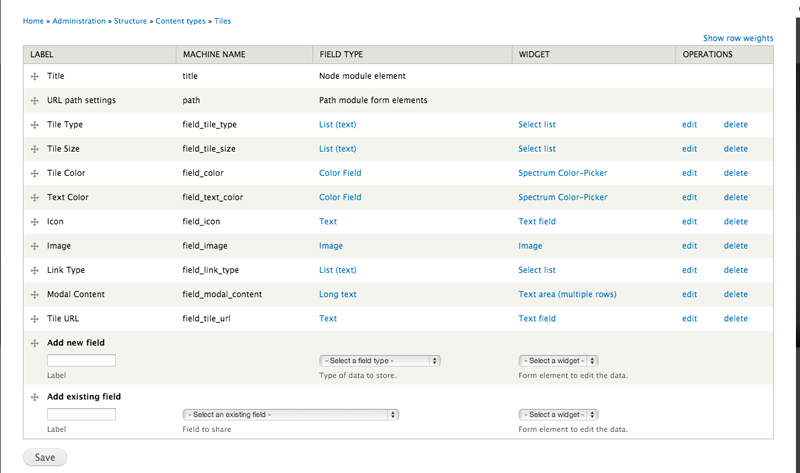 Home » Administration » Structure » Content types » Tiles
Show row weights
LABEL MACHINE NAME FIELD TYPE WIDGET OPERATIONS
Title title Node module element
URL path settings path Path module form elements
Tile Type field_tile_type List (text) Select list edit delete
Tile Size field_tile_size List (text) Select list edit delete
Tile Color field_color Color Field Spectrum Color-Picker edit delete
Text Color field_text_color Color Field Spectrum Color-Picker edit delete
Icon field_icon Text Text field edit delete
Image field_image Image Image edit delete
Link Type field_link_type List (text) Select list edit delete
Modal Content field_modal_content Long text Text area (multiple rows) edit delete
Tile URL field_tile_url Text Text field edit delete
Add new field
- Select a field type - - Select a widget -
Label Type of data to store. Form element to edit the data.
Add existing field
- Select an existing field - - Select a widget -
Label Field to share Form element to edit the data.
Save